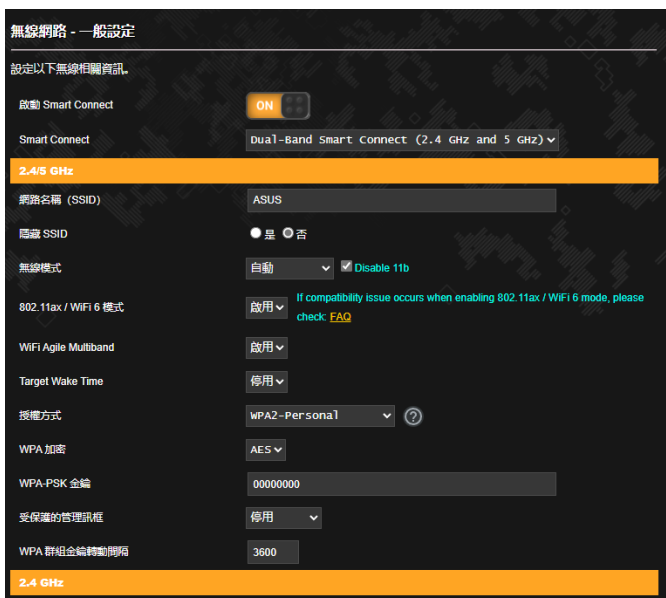 無線網路 - 一般設定
設定以下無線相關資訊。
啟動 Smart Connect ON
Smart Connect Dual-Band Smart Connect (2.4 GHz and 5 GHz)
2.4/5 GHz
網路名稱 (SSID) ASUS
隱藏 SSID 是 否
無線模式 自動 Disable 11b
802.11ax / WiFi 6 模式 啟用 If compatibility issue occurs when enabling 802.11ax / WiFi 6 mode, please
check: FAQ
WiFi Agile Multiband 啟用
Target Wake Time 停用
授權方式 WPA2-Personal ?
WPA 加密 AES
WPA-PSK 金鑰 00000000
受保護的管理訊框 停用
WPA 群組金鑰轉動間隔 3600
2.4 GHz